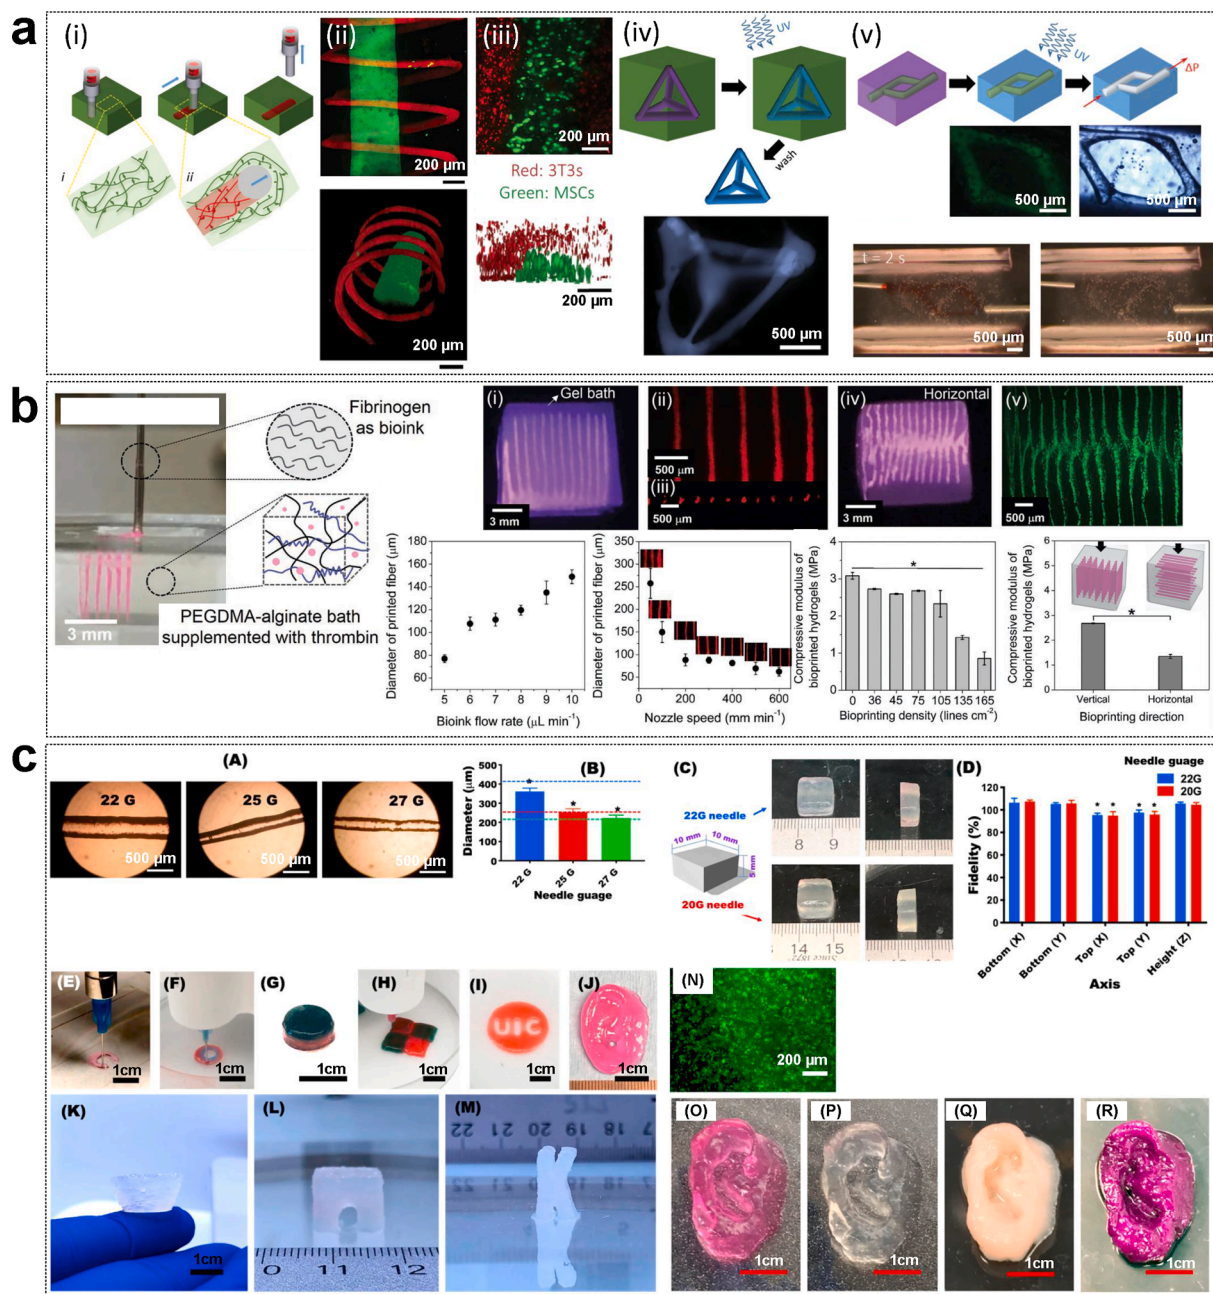 a
(i)
(ii)
(iii)
(iv)
(v)
UV
UV
ΔP
i
ii
200 µm
200 µm
200 µm
Red: 3T3s
Green: MSCs
200 µm
wash
500 µm
500 µm
500 µm
t = 2 s
500 µm
500 µm
b
3 mm
Fibrinogen
as bioink
PEGDMA-alginate bath
supplemented with thrombin
(i)
Gel bath
3 mm
(ii)
500 µm
(iii)
500 µm
(iv)
Horizontal
3 mm
(v)
500 µm
Diameter of printed fiber (µm)
180
160
140
120
100
80
60
40
5 6 7 8 9 10
Bioink flow rate (µL min⁻¹)
Diameter of printed fiber (µm)
350
300
250
200
150
100
50
0 200 400 600
Nozzle speed (mm min⁻¹)
Compressive modulus of
bioprinted hydrogels (MPa)
4
3
2
1
0
*
0 36 45 75 105 135 165
Bioprinting density (lines cm⁻²)
Compressive modulus of
bioprinted hydrogels (MPa)
6
5
4
3
2
1
0
*
Vertical Horizontal
Bioprinting direction
c
(A)
22 G
500 µm
25 G
500 µm
27 G
500 µm
(B)
Diameter (µm)
500
400
300
200
100
0
* * *
22 G 25 G 27 G
Needle guage
(C)
22G needle
10 mm 10 mm
5 mm
20G needle
8 9
14 15
(D)
Needle guage
22G
20G
Fidelity (%)
120
100
80
60
40
20
0
* * * *
Bottom (X) Bottom (Y) Top (X) Top (Y) Height (Z)
Axis
(E)
1cm
(F)
1cm
(G)
1cm
(H)
1cm
(I)
UIC
1cm
(J)
1cm
(N)
200 µm
(K)
1cm
(L)
0 11 12
(M)
22 21 20 19 18
(O)
1cm
(P)
1cm
(Q)
1cm
(R)
1cm